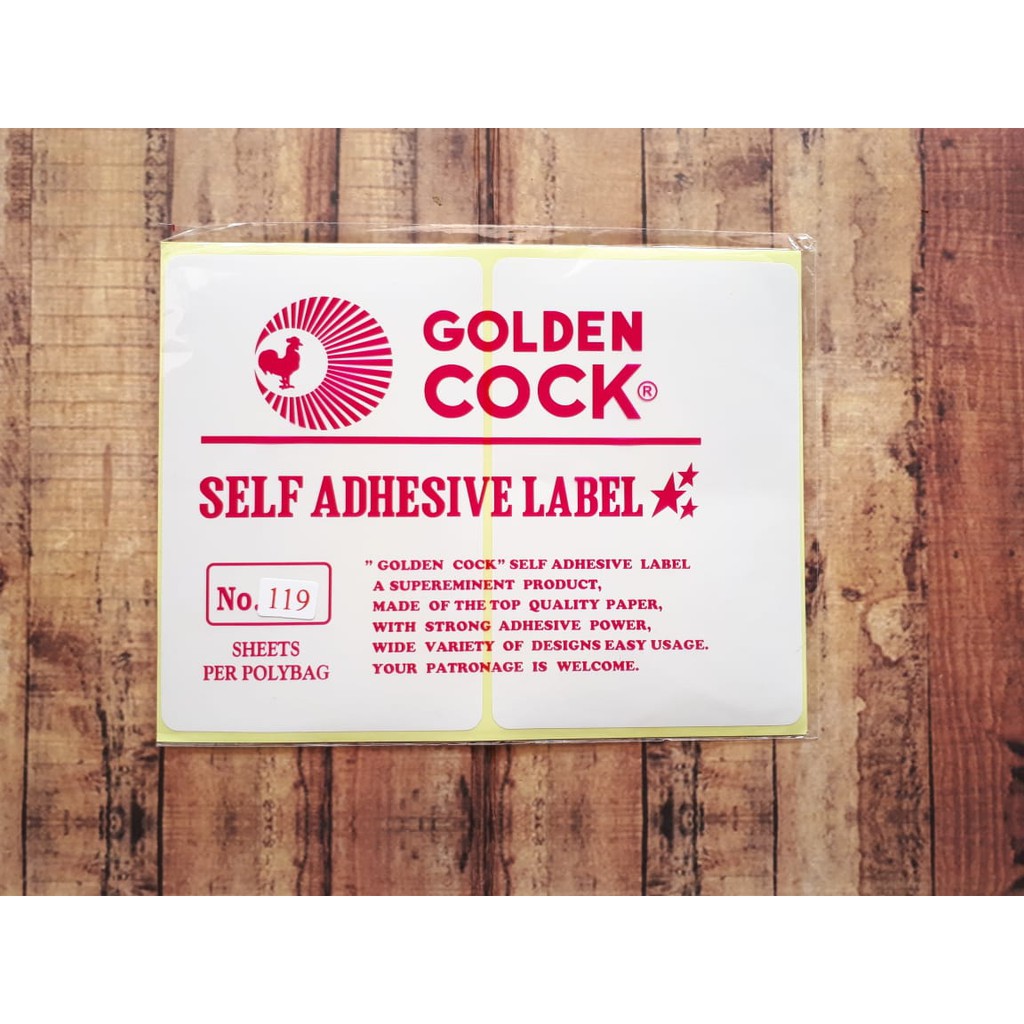 GOLDEN
COCK®
SELF ADHESIVE LABEL
No. 119
SHEETS
PER POLYBAG
" GOLDEN COCK" SELF ADHESIVE LABEL
A SUPEREMINENT PRODUCT,
MADE OF THE TOP QUALITY PAPER,
WITH STRONG ADHESIVE POWER,
WIDE VARIETY OF DESIGNS EASY USAGE.
YOUR PATRONAGE IS WELCOME.